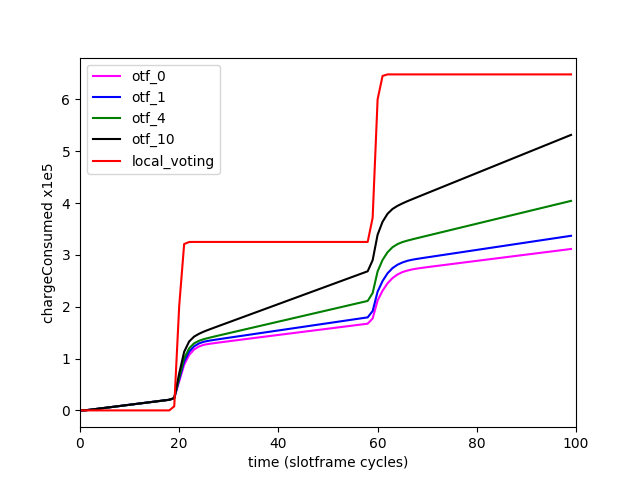 otf_0
otf_1
otf_4
otf_10
local_voting
chargeConsumed x1e5
6
5
4
3
2
1
0
0 20 40 60 80 100
time (slotframe cycles)